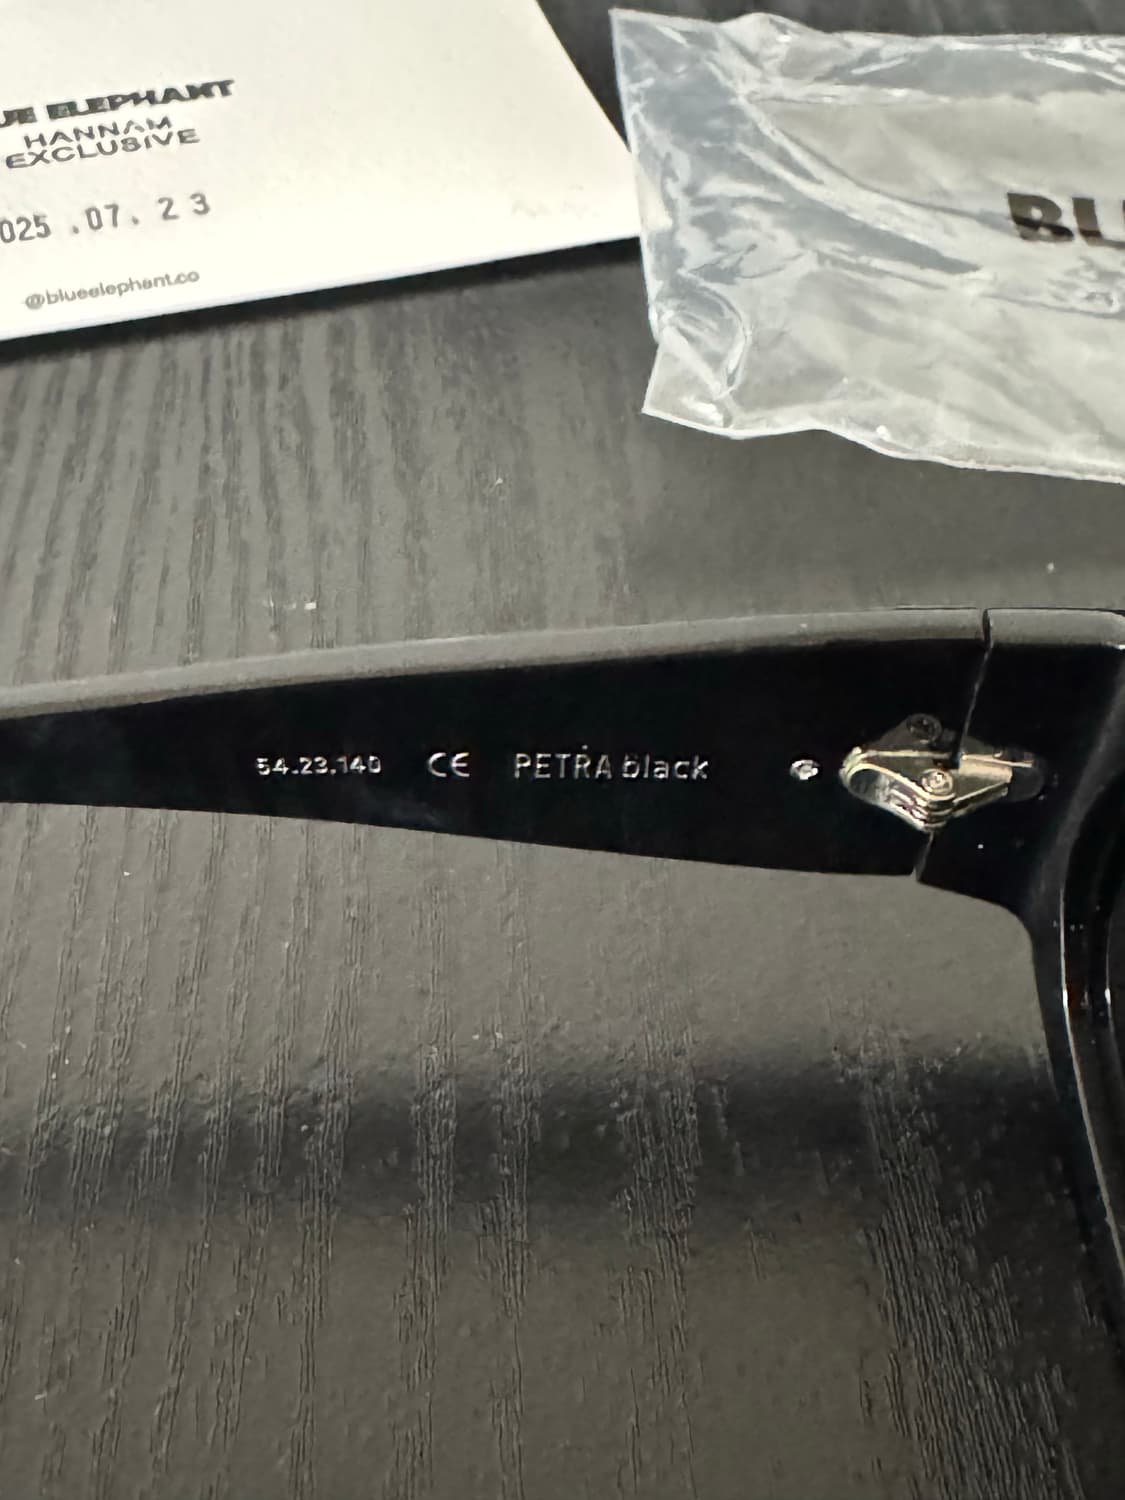 UE ELEPHANT
HANNAM
EXCLUSIVE
025 .07. 23
@blueelephant.co
BL
54.23.140 CE PETRA black